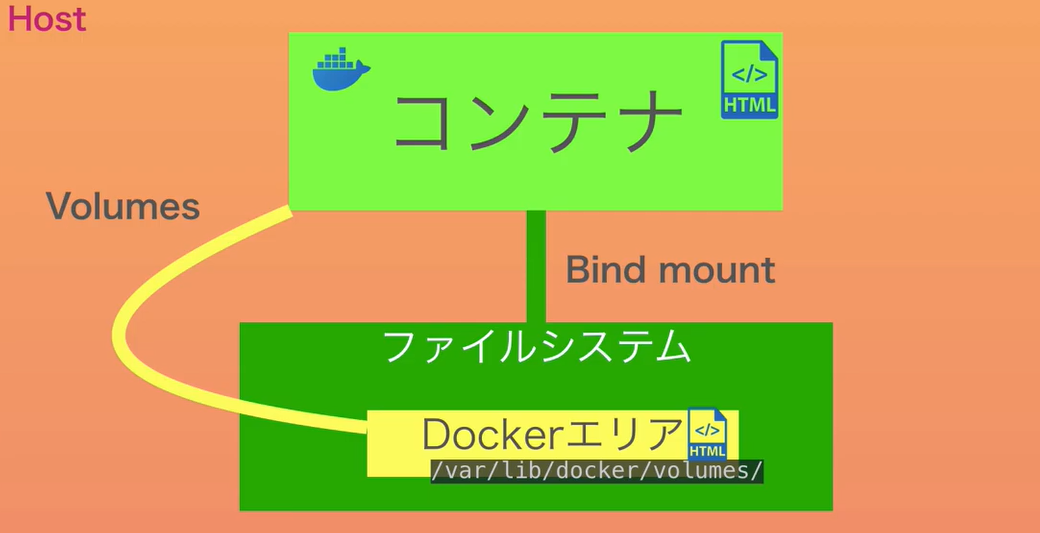 Host
コンテナ
</>
HTML
Volumes
Bind mount
ファイルシステム
Dockerエリア
</>
HTML
/var/lib/docker/volumes/